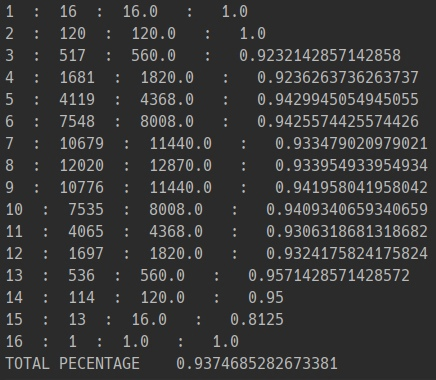 1  :  16  :  16.0   :   1.0
2  :  120  :  120.0   :   1.0
3  :  517  :  560.0   :   0.9232142857142858
4  :  1681  :  1820.0   :   0.9236263736263737
5  :  4119  :  4368.0   :   0.9429945054945055
6  :  7548  :  8008.0   :   0.9425574425574426
7  :  10679  :  11440.0   :   0.933479020979021
8  :  12020  :  12870.0   :   0.933954933954934
9  :  10776  :  11440.0   :   0.941958041958042
10  :  7535  :  8008.0   :   0.9409340659340659
11  :  4065  :  4368.0   :   0.9306318681318682
12  :  1697  :  1820.0   :   0.9324175824175824
13  :  536  :  560.0   :   0.9571428571428572
14  :  114  :  120.0   :   0.95
15  :  13  :  16.0   :   0.8125
16  :  1  :  1.0   :   1.0
TOTAL PECENTAGE    0.9374685282673381